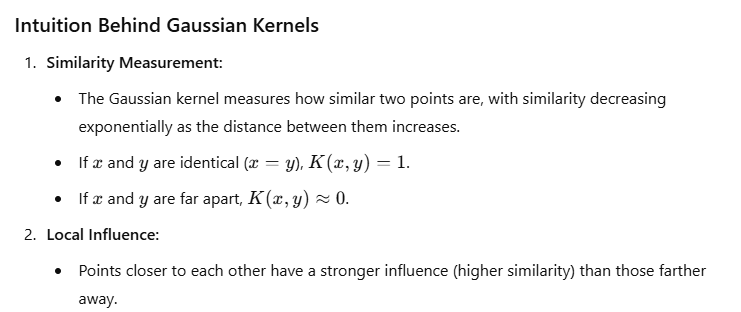 Intuition Behind Gaussian Kernels
1. Similarity Measurement:
• The Gaussian kernel measures how similar two points are, with similarity decreasing
exponentially as the distance between them increases.
• If x and y are identical (x = y), K(x, y) = 1.
• If x and y are far apart, K(x, y) ≈ 0.
2. Local Influence:
• Points closer to each other have a stronger influence (higher similarity) than those farther
away.